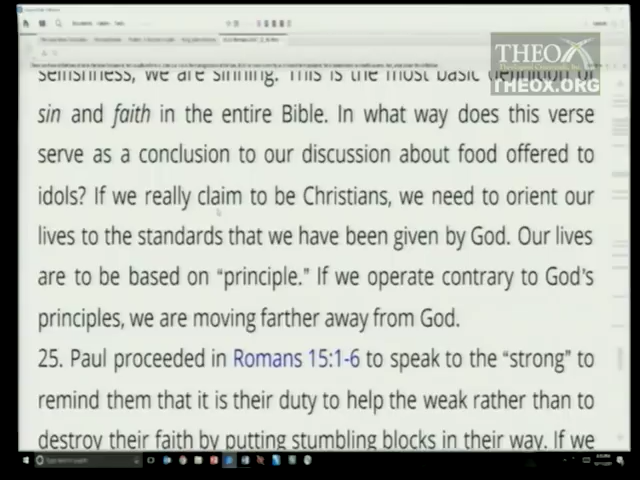 THEOX
THEOX.ORG
selfishness, we are sinning. This is the most basic definition of
sin and faith in the entire Bible. In what way does this verse
serve as a conclusion to our discussion about food offered to
idols? If we really claim to be Christians, we need to orient our
lives to the standards that we have been given by God. Our lives
are to be based on “principle.” If we operate contrary to God's
principles, we are moving farther away from God.
25. Paul proceeded in Romans 15:1-6 to speak to the “strong” to
remind them that it is their duty to help the weak rather than to
destroy their faith by putting stumbling blocks in their way. If we